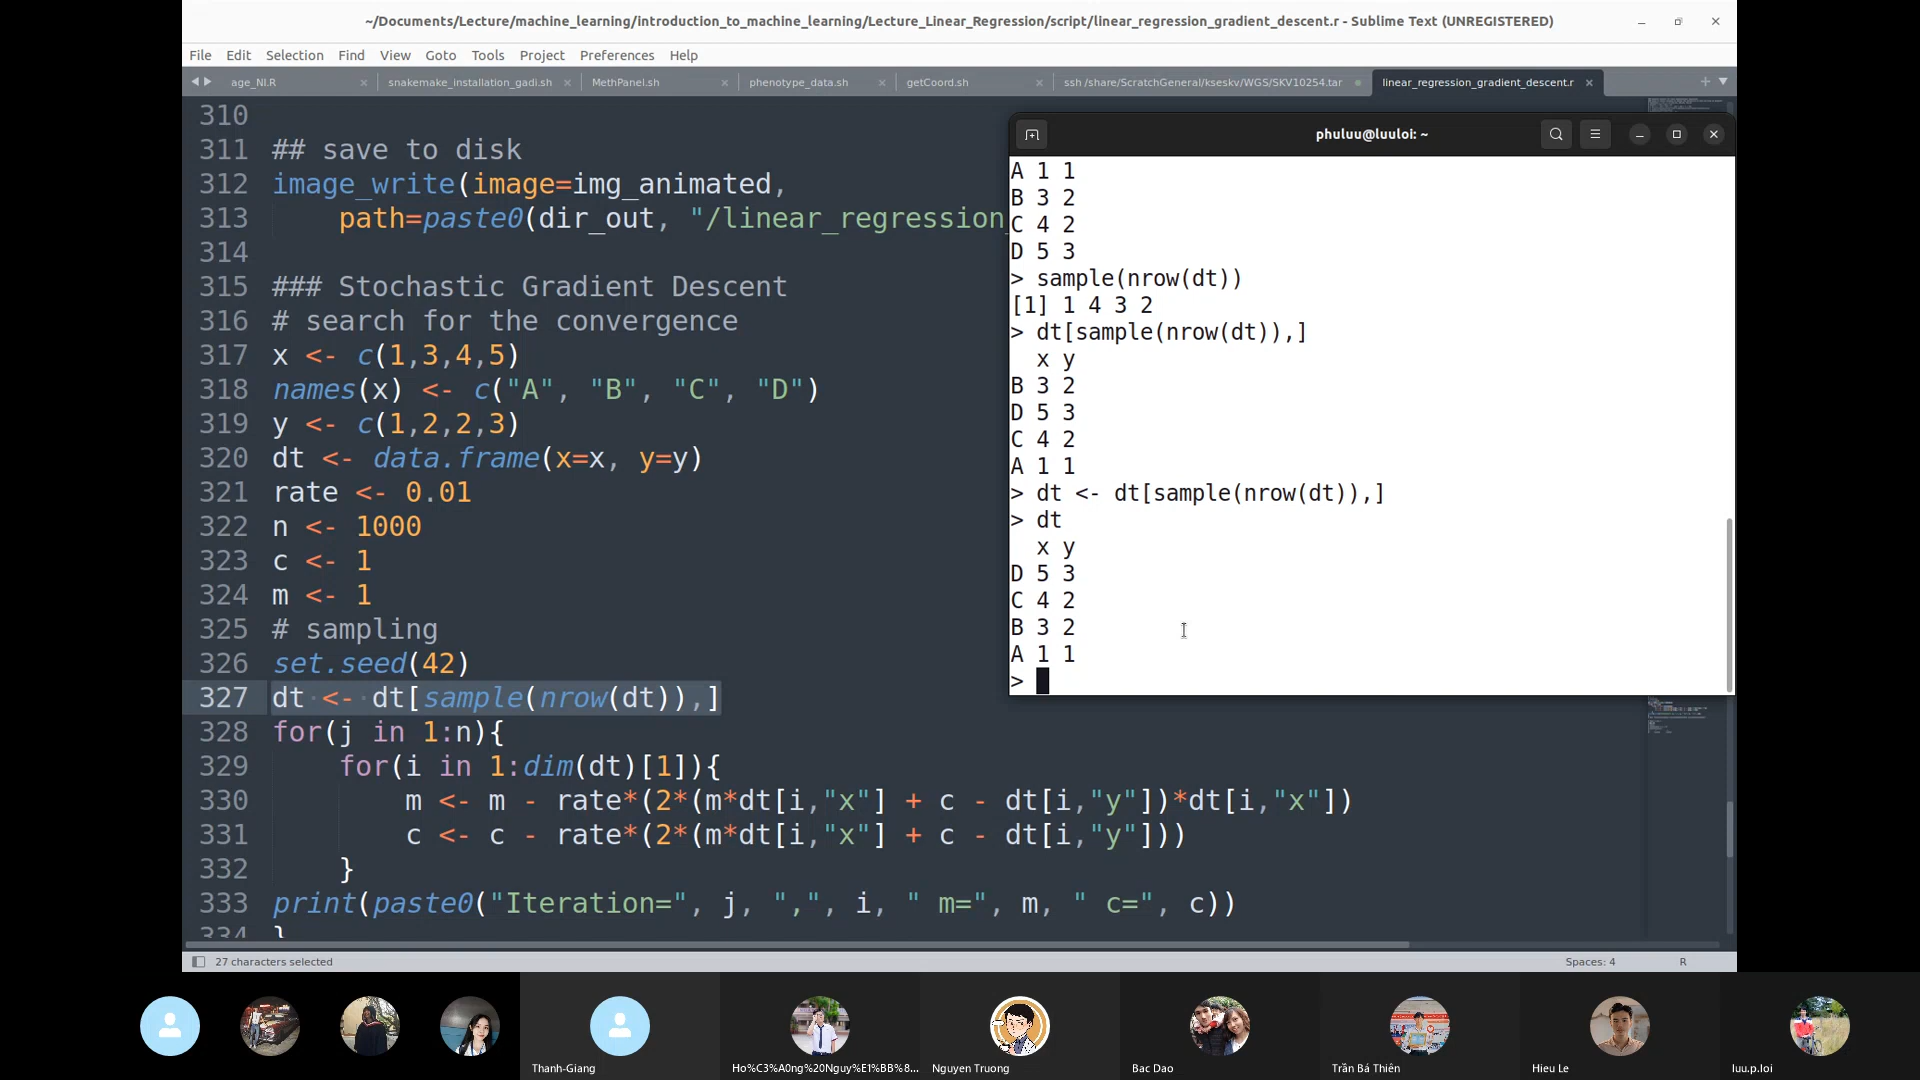 ~/Documents/Lecture/machine_learning/introduction_to_machine_learning/Lecture_Linear_Regression/script/linear_regression_gradient_descent.r - Sublime Text (UNREGISTERED)
File Edit Selection View Goto Tools Project Preferences Help
age_NI.R snakemake_installation_gadi.sh MethPanel.sh phenotype_data.sh getCoord.sh ssh /share/ScratchGeneral/kseskv/WGS/SKV10254.tar linear_regression_gradient_descent.r
310
311 ## save to disk
312 image_write(image=img_animated,
313     path=paste0(dir_out, "/linear_regression_
314
315 ### Stochastic Gradient Descent
316 # search for the convergence
317 x <- c(1,3,4,5)
318 names(x) <- c("A", "B", "C", "D")
319 y <- c(1,2,2,3)
320 dt <- data.frame(x=x, y=y)
321 rate <- 0.01
322 n <- 1000
323 c <- 1
324 m <- 1
325 # sampling
326 set.seed(42)
327 dt <- dt[sample(nrow(dt)),]
328 for(j in 1:n){
329     for(i in 1:dim(dt)[1]){
330         m <- m - rate*(2*(m*dt[i,"x"] + c - dt[i,"y"])*dt[i,"x"])
331         c <- c - rate*(2*(m*dt[i,"x"] + c - dt[i,"y"]))
332     }
333 print(paste0("Iteration=", j, ",", i, " m=", m, " c=", c))
334 }
phuluu@luuloi: ~
A 1 1
B 3 2
C 4 2
D 5 3
> sample(nrow(dt))
[1] 1 4 3 2
> dt[sample(nrow(dt)),]
  x y
B 3 2
D 5 3
C 4 2
A 1 1
> dt <- dt[sample(nrow(dt)),]
> dt
  x y
D 5 3
C 4 2
B 3 2
A 1 1
>
27 characters selected Spaces: 4 R
Thanh-Giang Ho%C3%A0ng%20Nguy%E1%BB%8... Nguyen Truong Bac Dao Trần Bá Thiên Hieu Le luu.p.loi